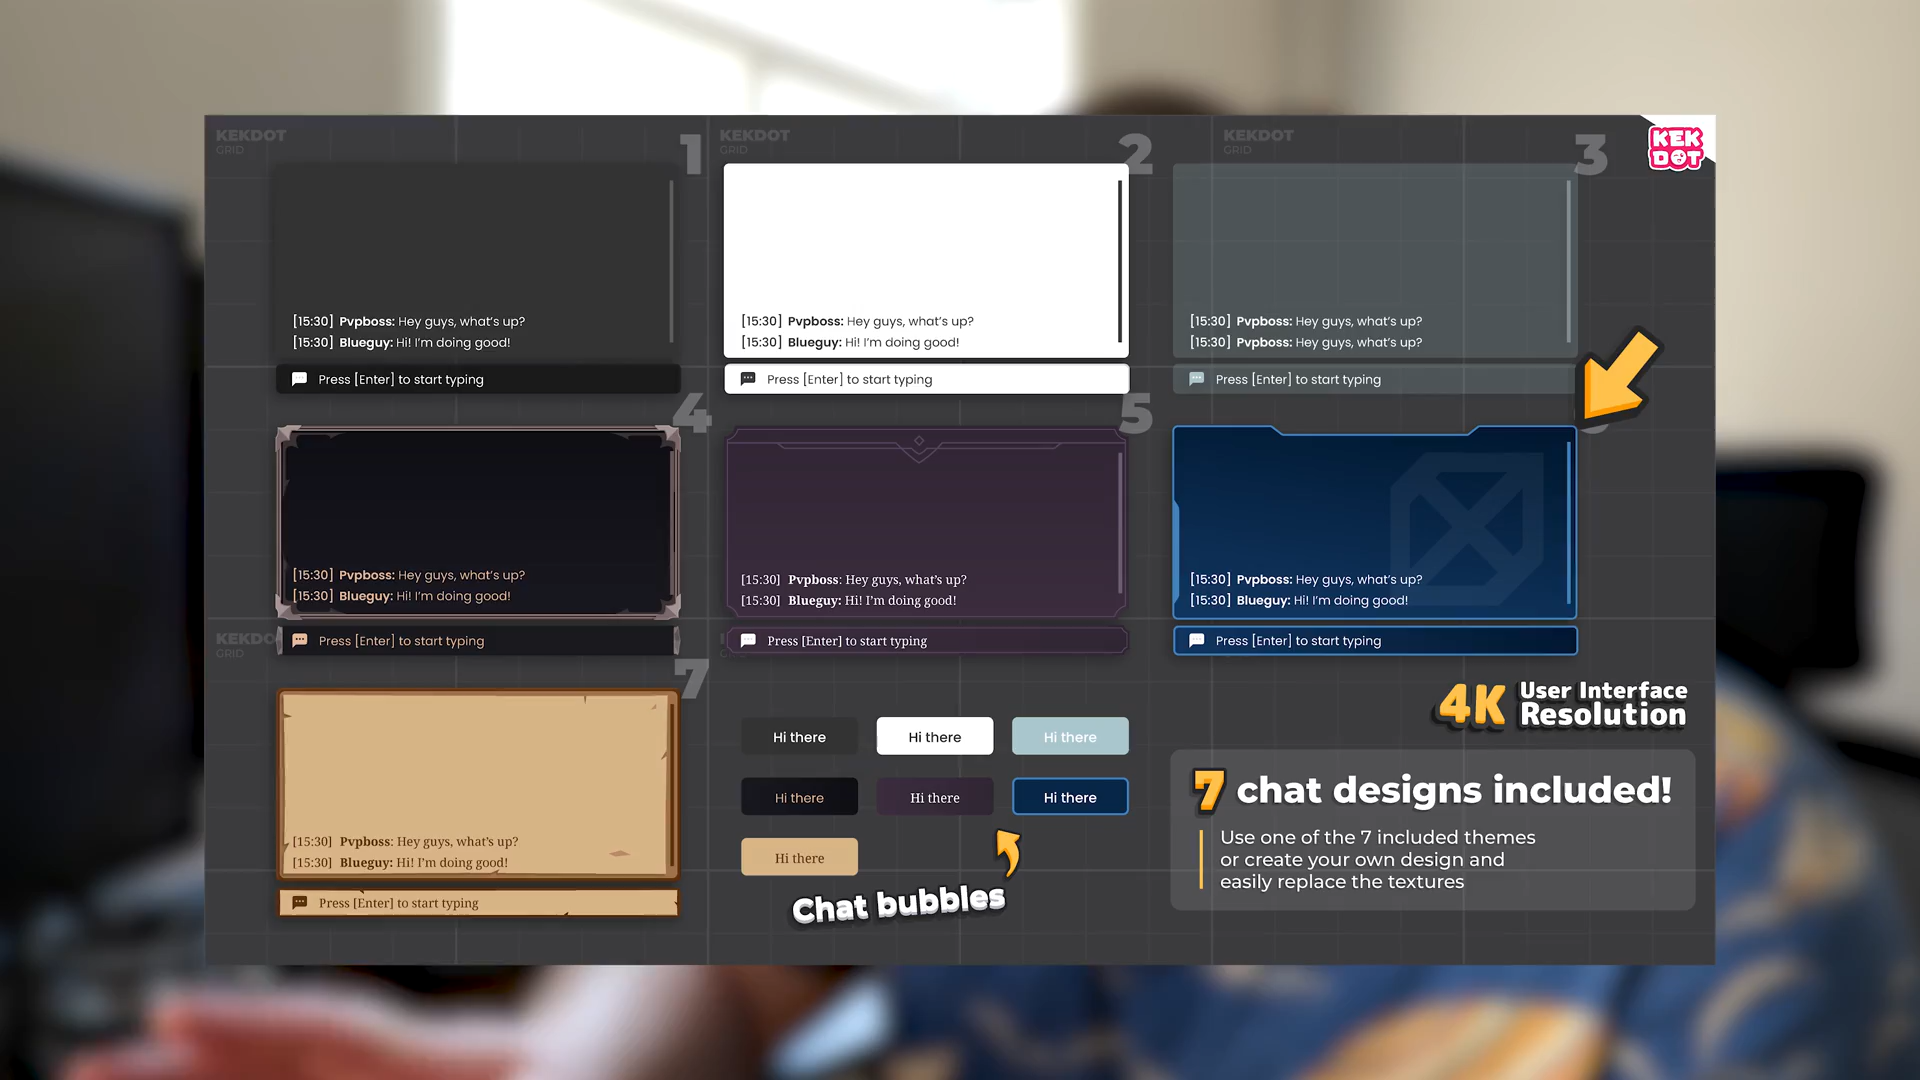 KEKDOT
GRID
1
KEKDOT
GRID
2
KEKDOT
GRID
3
KEK
DOT
[15:30] Pvpboss: Hey guys, what's up?
[15:30] Blueguy: Hi! I'm doing good!
Press [Enter] to start typing
[15:30] Pvpboss: Hey guys, what's up?
[15:30] Blueguy: Hi! I'm doing good!
Press [Enter] to start typing
[15:30] Pvpboss: Hey guys, what's up?
[15:30] Pvpboss: Hey guys, what's up?
Press [Enter] to start typing
4
[15:30] Pvpboss: Hey guys, what's up?
[15:30] Blueguy: Hi! I'm doing good!
KEKDO
GRID
Press [Enter] to start typing
5
[15:30] Pvpboss: Hey guys, what's up?
[15:30] Blueguy: Hi! I'm doing good!
Press [Enter] to start typing
[15:30] Pvpboss: Hey guys, what's up?
[15:30] Blueguy: Hi! I'm doing good!
Press [Enter] to start typing
7
[15:30] Pvpboss: Hey guys, what's up?
[15:30] Blueguy: Hi! I'm doing good!
Press [Enter] to start typing
Hi there
Hi there
Hi there
Hi there
Hi there
Hi there
Hi there
Chat bubbles
4K User Interface
Resolution
7 chat designs included!
Use one of the 7 included themes
or create your own design and
easily replace the textures